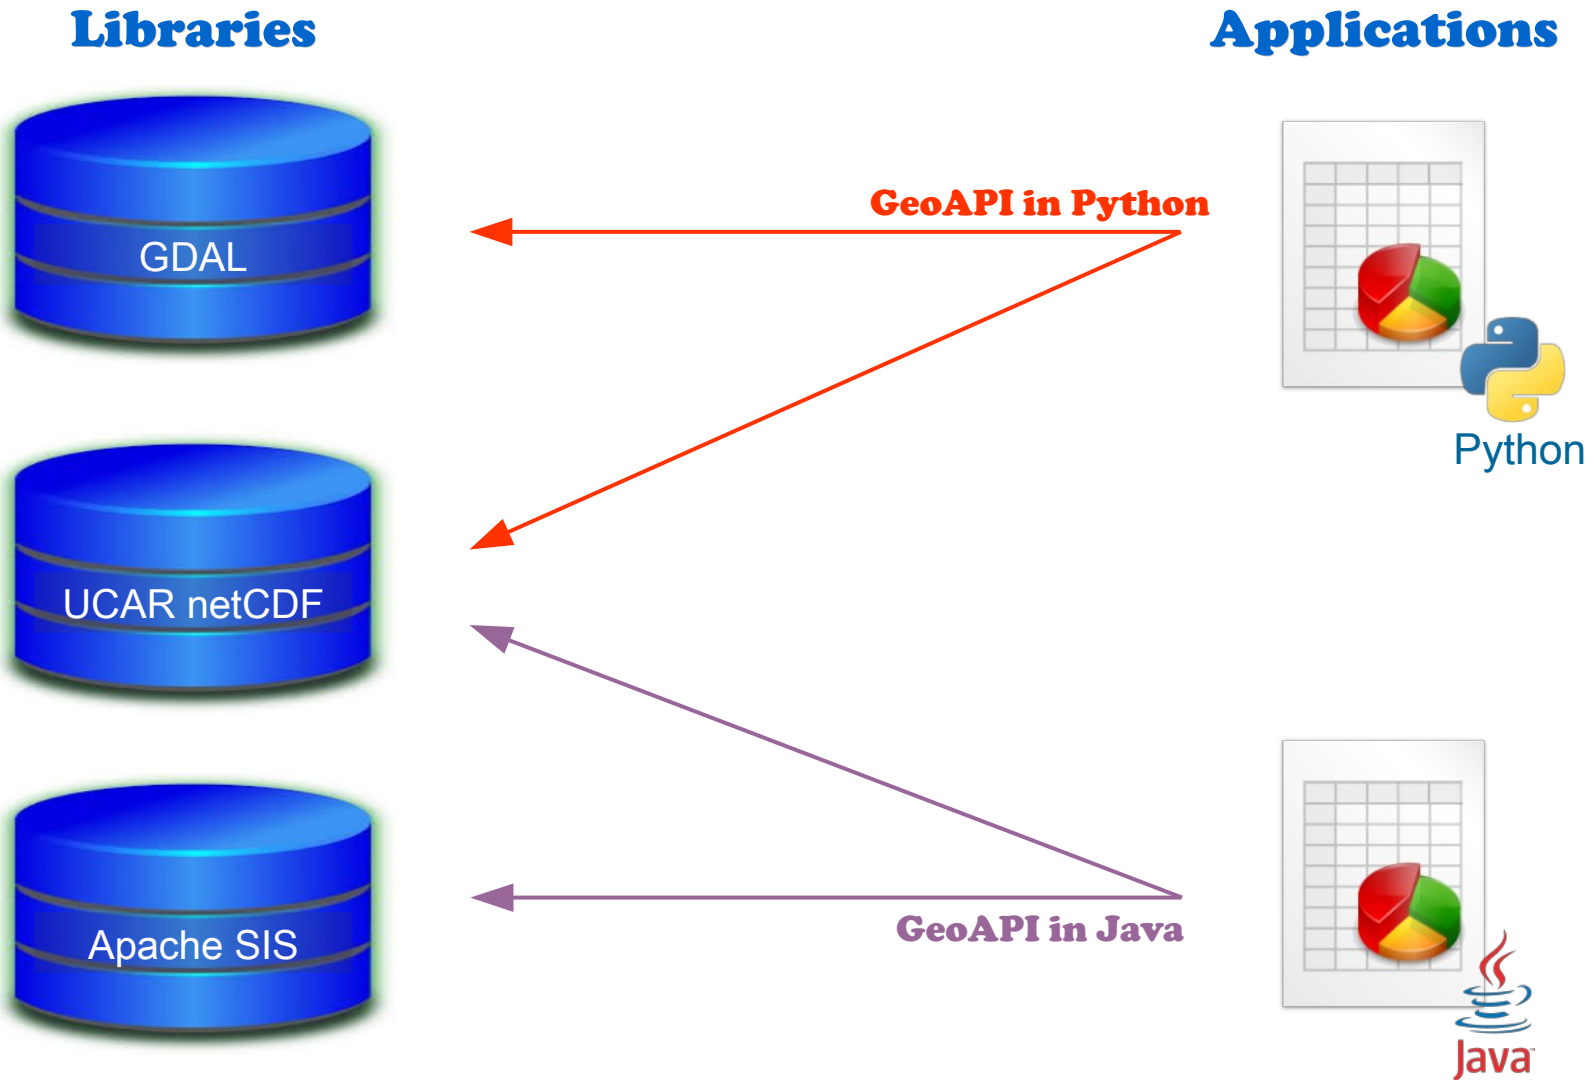 Libraries
Applications
GDAL
GeoAPI in Python
Python
UCAR netCDF
Apache SIS
GeoAPI in Java
Java